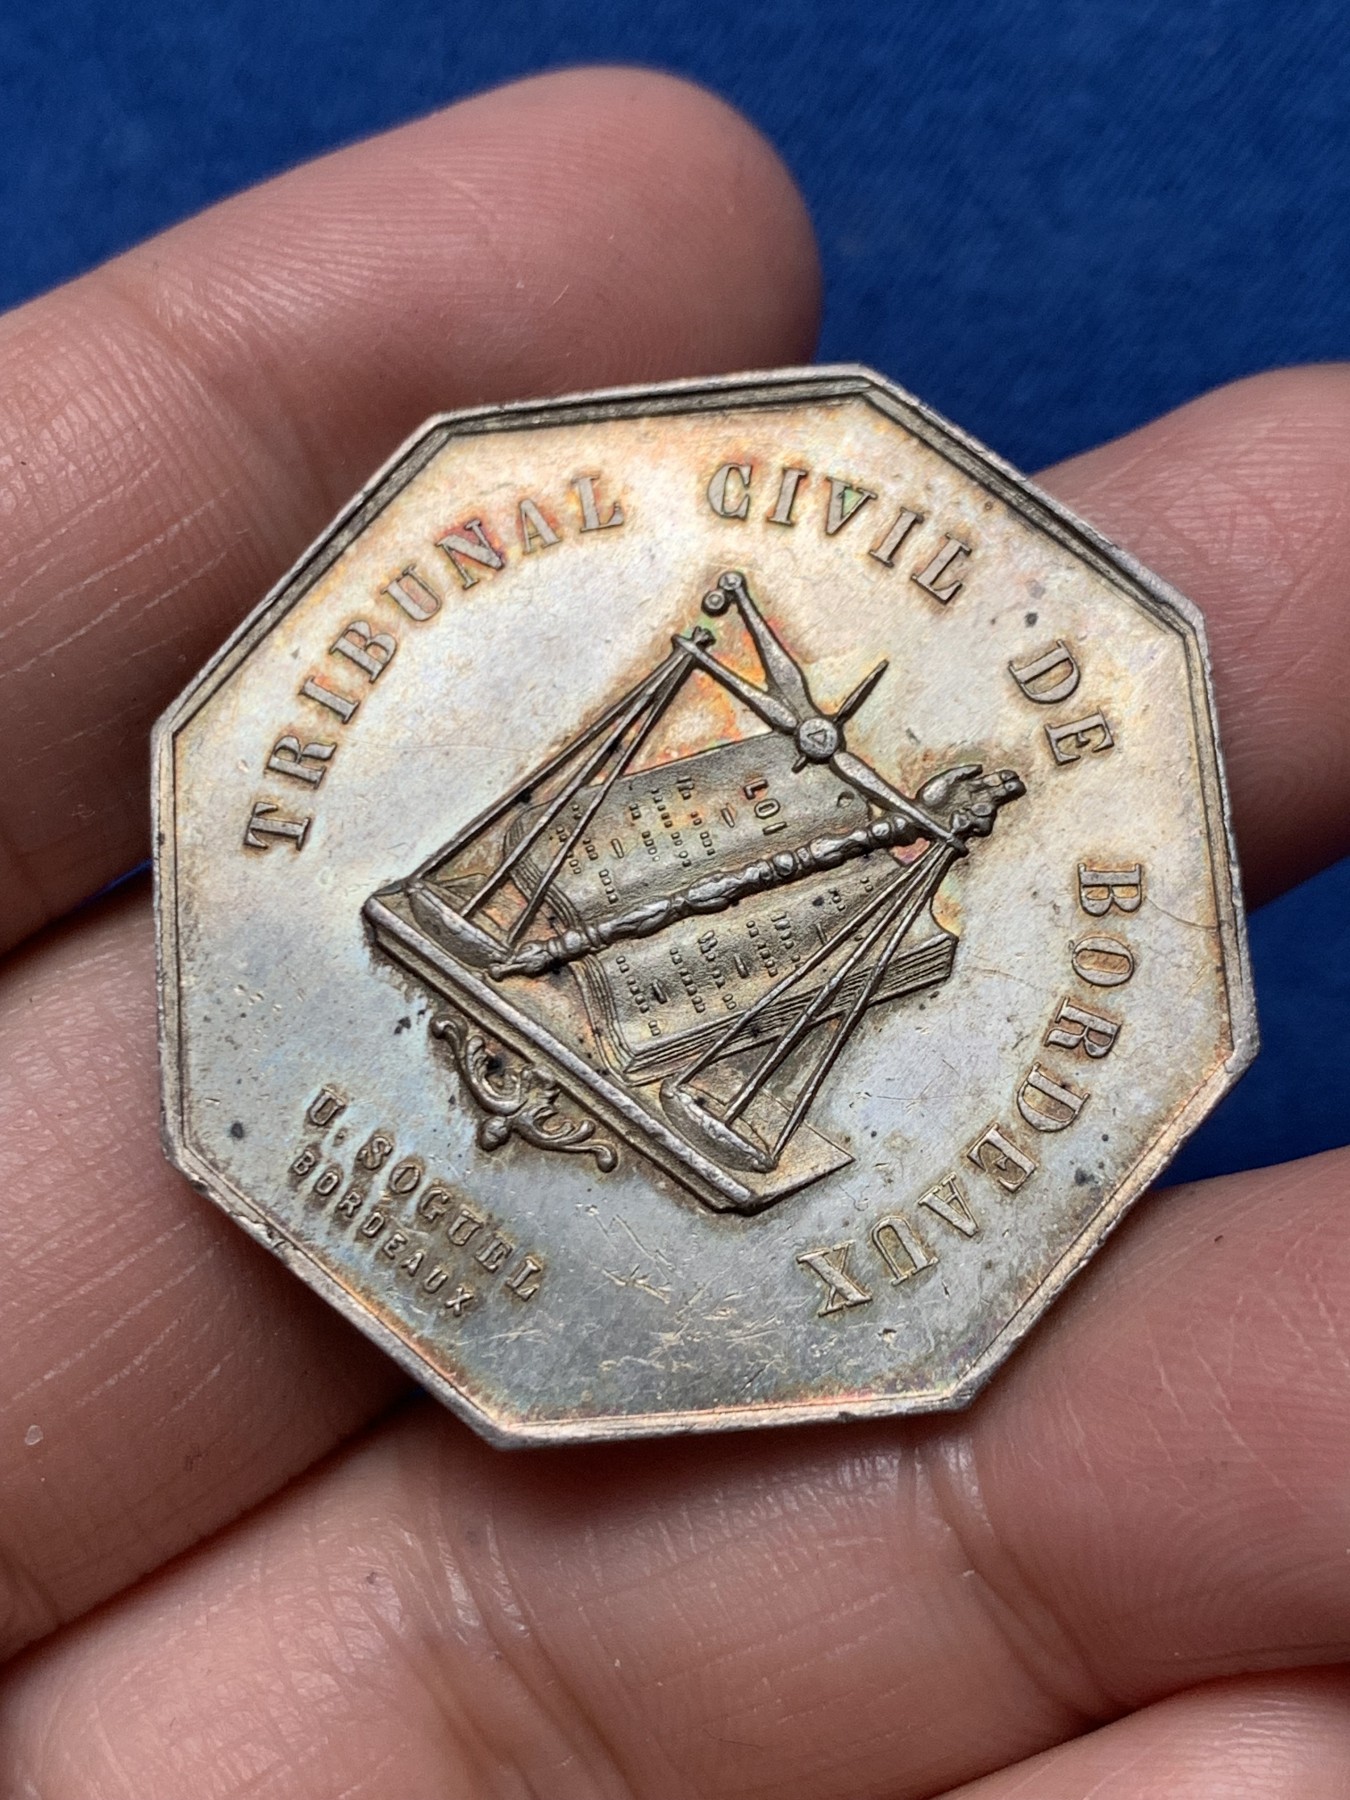 TRIBUNAL CIVIL DE BORDEAUX
LOI
U. SOGUEL
BORDEAUX